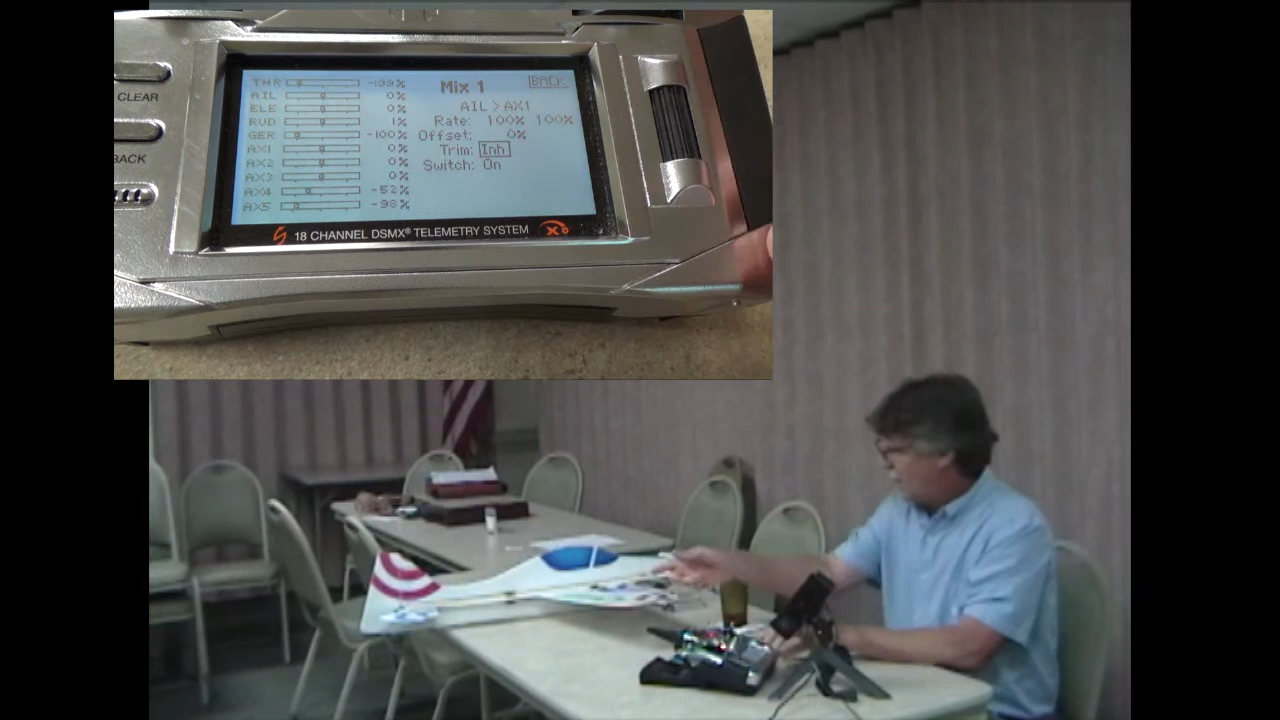 CLEAR
BACK
THR -199%
AIL 0%
ELE 0%
RUD 1%
GER -100%
AX1 0%
AX2 0%
AX3 0%
AX4 -52%
AX5 -98%
Mix 1
BACK
AIL > AX1
Rate: 100% 100%
Offset: 0%
Trim: Inh
Switch: On
18 CHANNEL DSMX® TELEMETRY SYSTEM